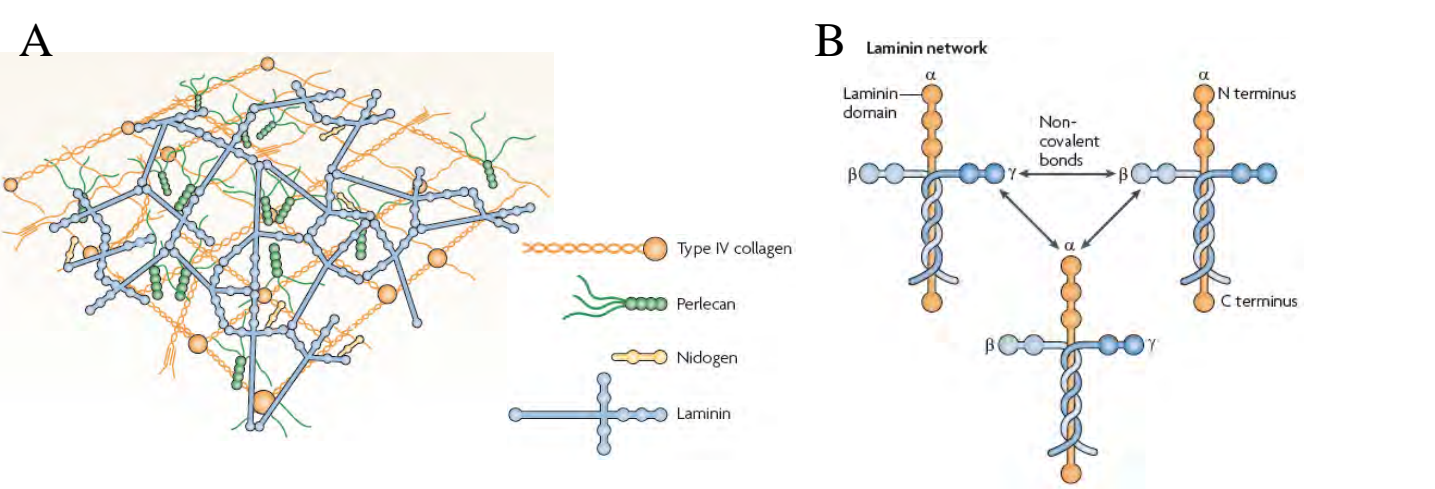 A
Type IV collagen
Perlecan
Nidogen
Laminin
B
Laminin network
α
Laminin
domain
β
γ
Non-
covalent
bonds
α
N terminus
β
C terminus
α
β
γ